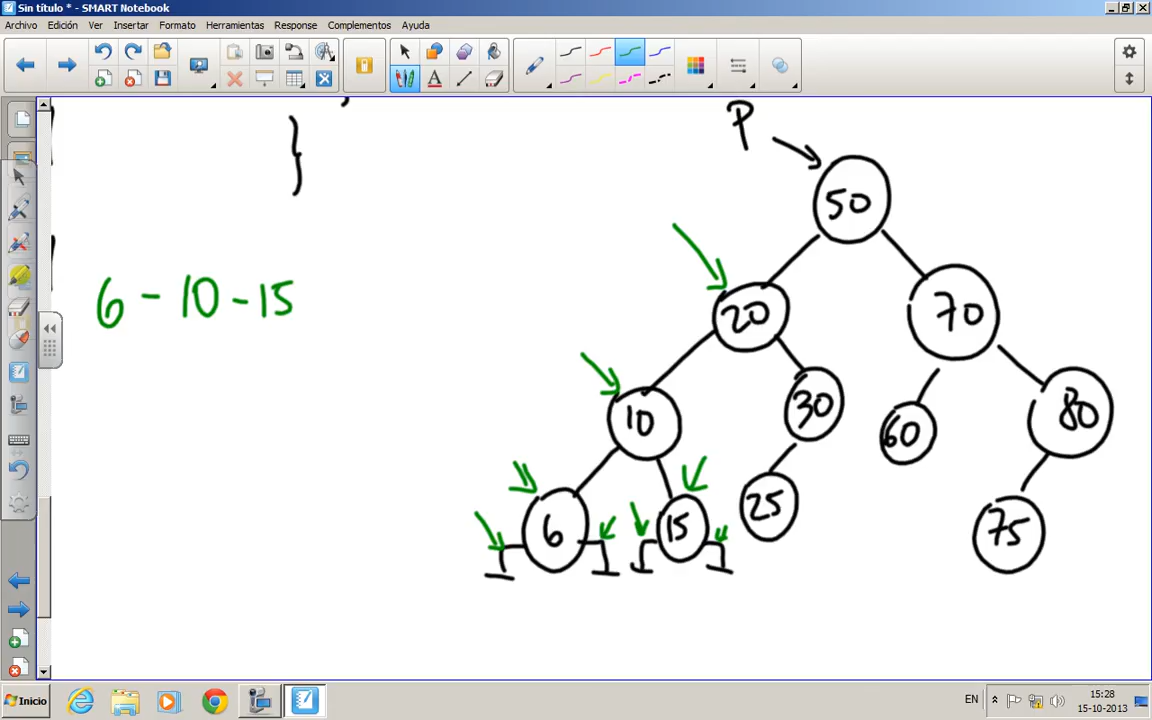 Sin título * - SMART Notebook
Archivo Edición Ver Insertar Formato Herramientas Response Complementos Ayuda
A
}
P
50
6 - 10 - 15
20
70
10
30
60
80
6
15
25
75
Inicio
EN
15:28
15-10-2013